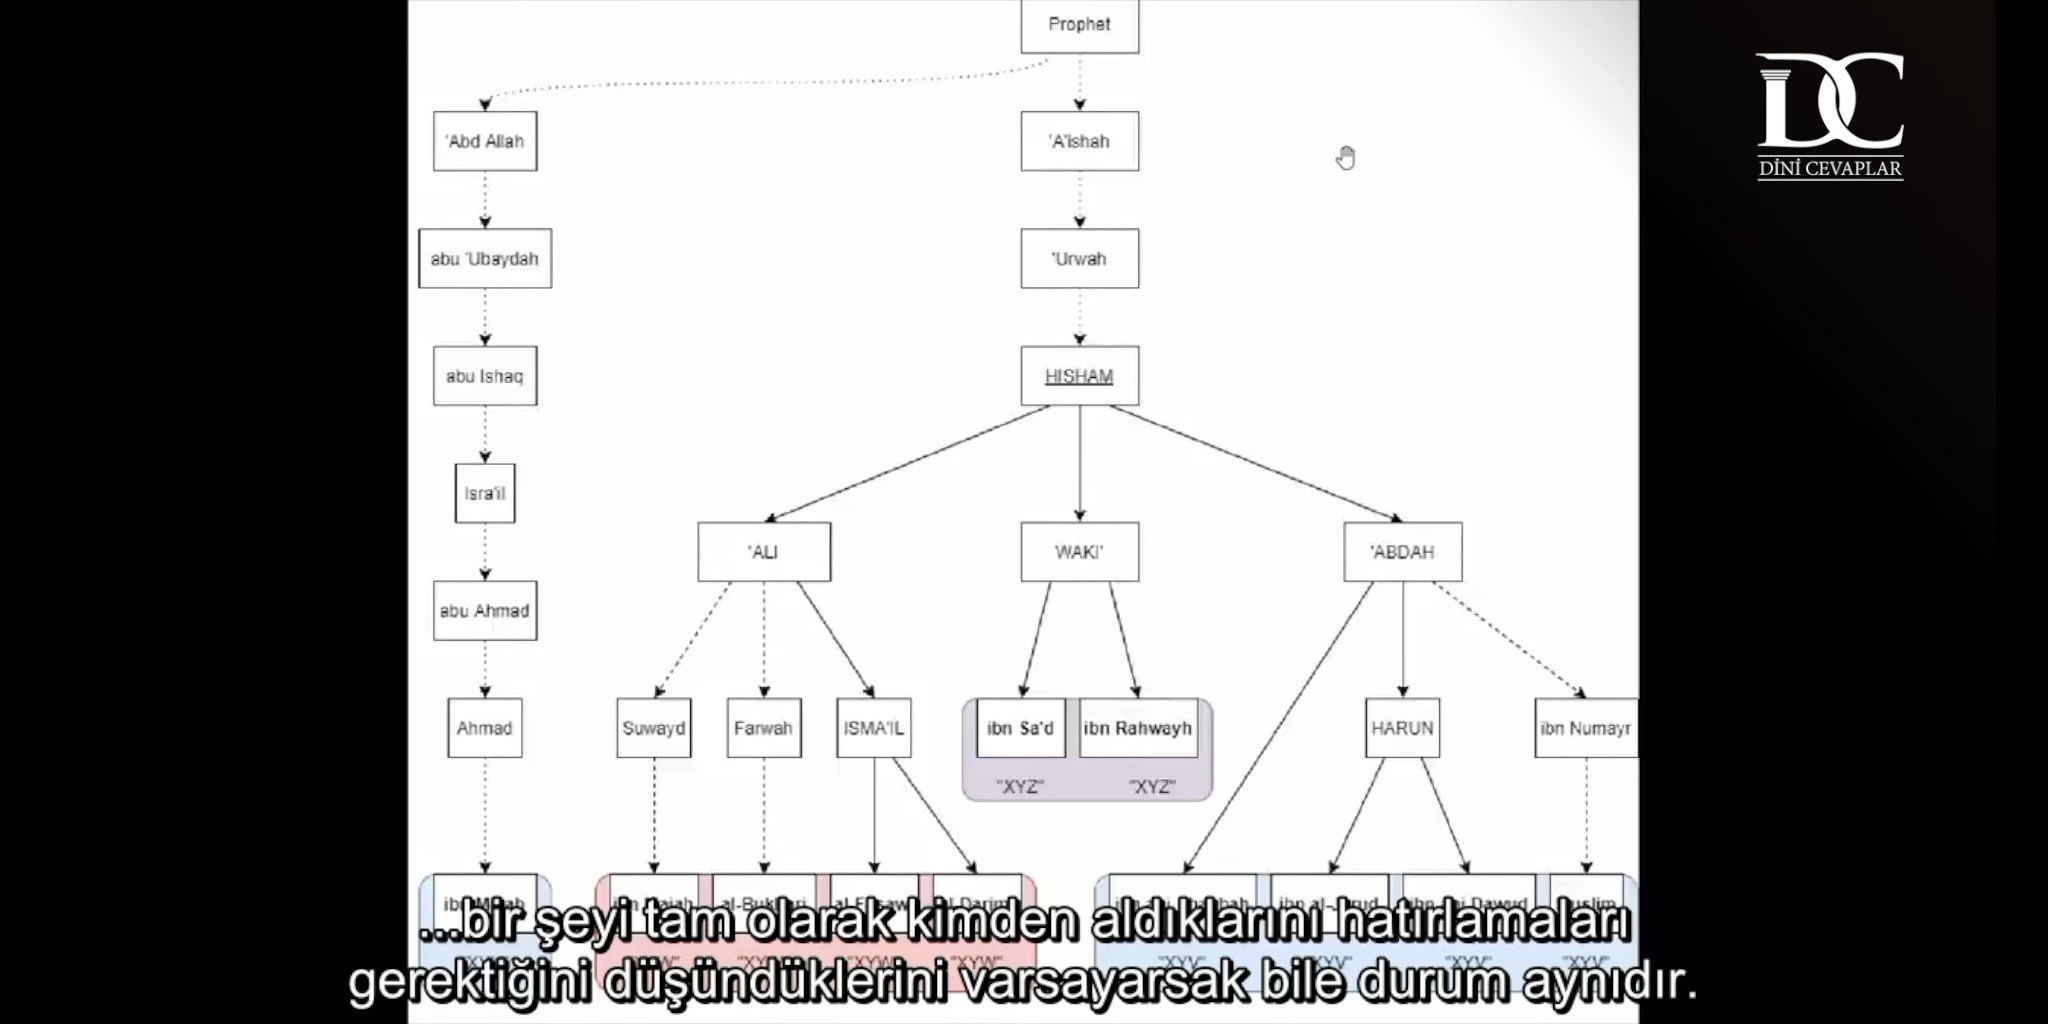 Prophet
DC
DİNİ CEVAPLAR
'Abd Allah
'A'ishah
abu 'Ubaydah
'Urwah
abu Ishaq
HISHAM
Isra'il
'ALI
WAKI'
'ABDAH
abu Ahmad
Ahmad
Suwayd
Farwah
ISMA'IL
ibn Sa'd
ibn Rahwayh
HARUN
ibn Numayr
"XYZ"
"XYZ"
...bir şeyi tam olarak kimden aldıklarını hatırlamaları
gerektiğini düşündüklerini varsayarsak bile durum aynıdır.